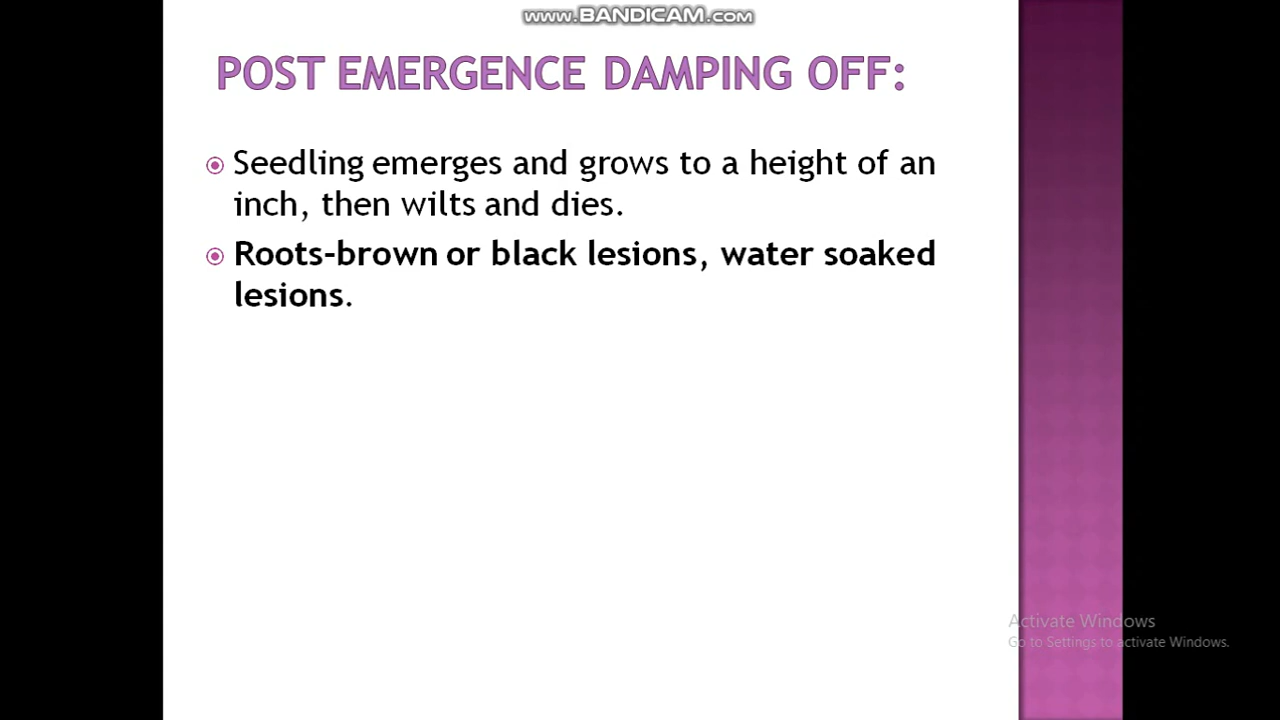 www.BANDICAM.com
POST EMERGENCE DAMPING OFF:
Seedling emerges and grows to a height of an
inch, then wilts and dies.
Roots-brown or black lesions, water soaked
lesions.
Activate Windows
Go to Settings to activate Windows.